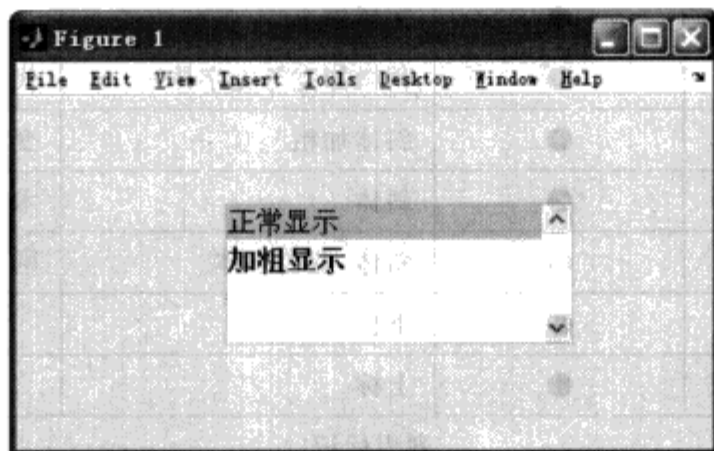 Figure 1
File Edit View Insert Tools Desktop Window Help
正常显示
加粗显示